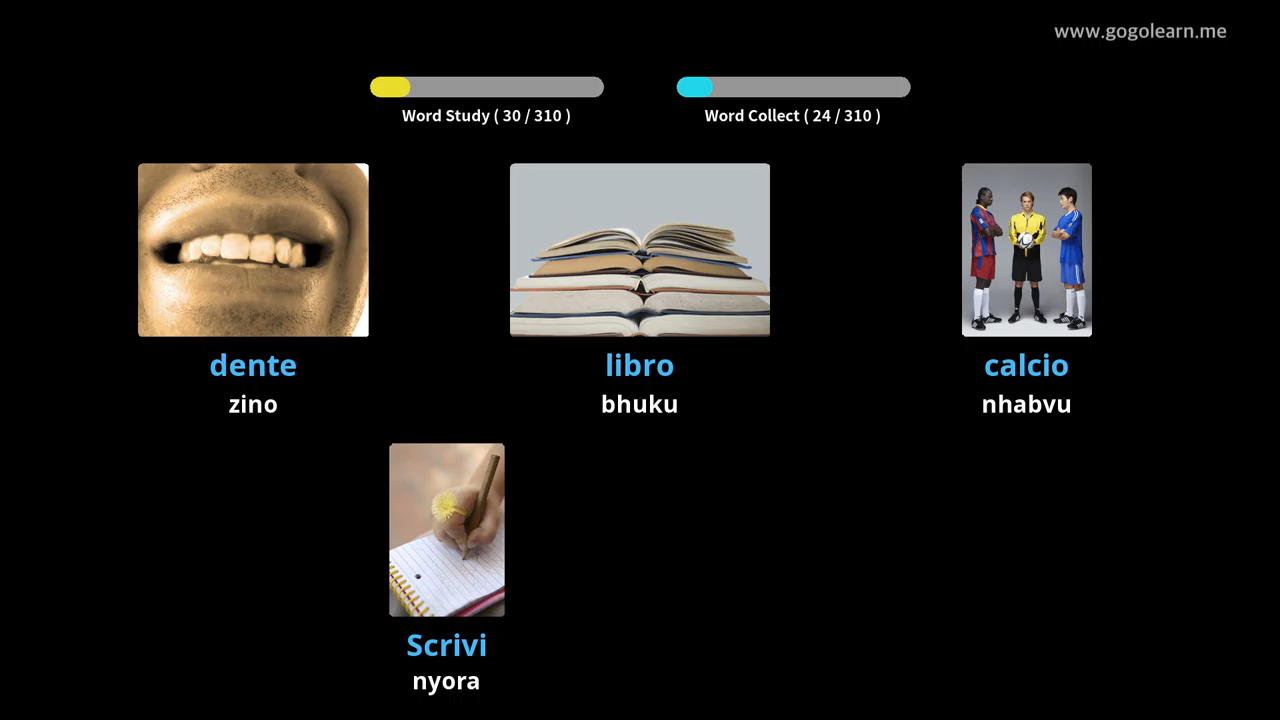 www.gogolearn.me
Word Study ( 30 / 310 )
Word Collect ( 24 / 310 )
dente
zino
libro
bhuku
calcio
nhabvu
Scrivi
nyora